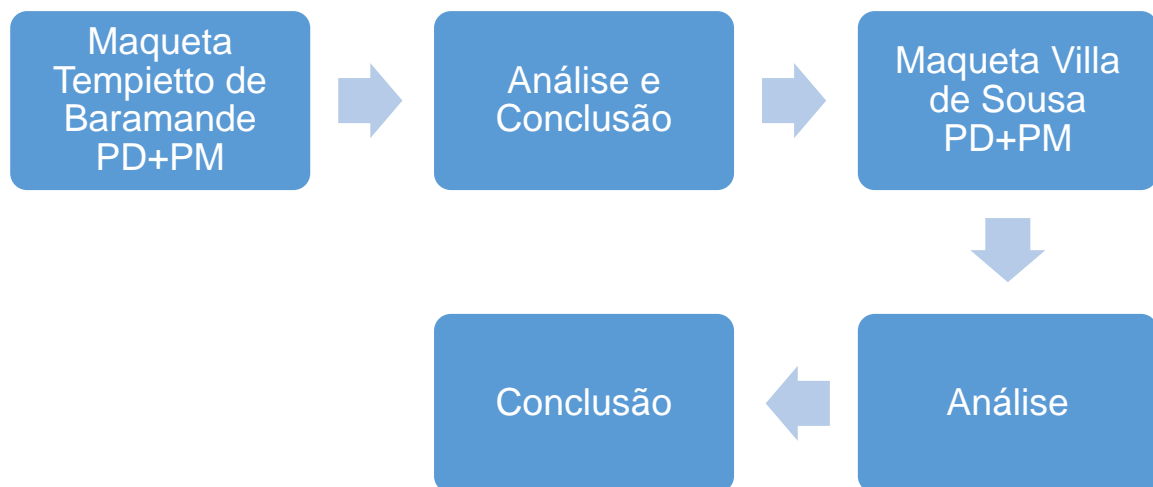 Maqueta
Tempietto de
Baramande
PD+PM
Análise e
Conclusão
Maqueta Villa
de Sousa
PD+PM
Análise
Conclusão